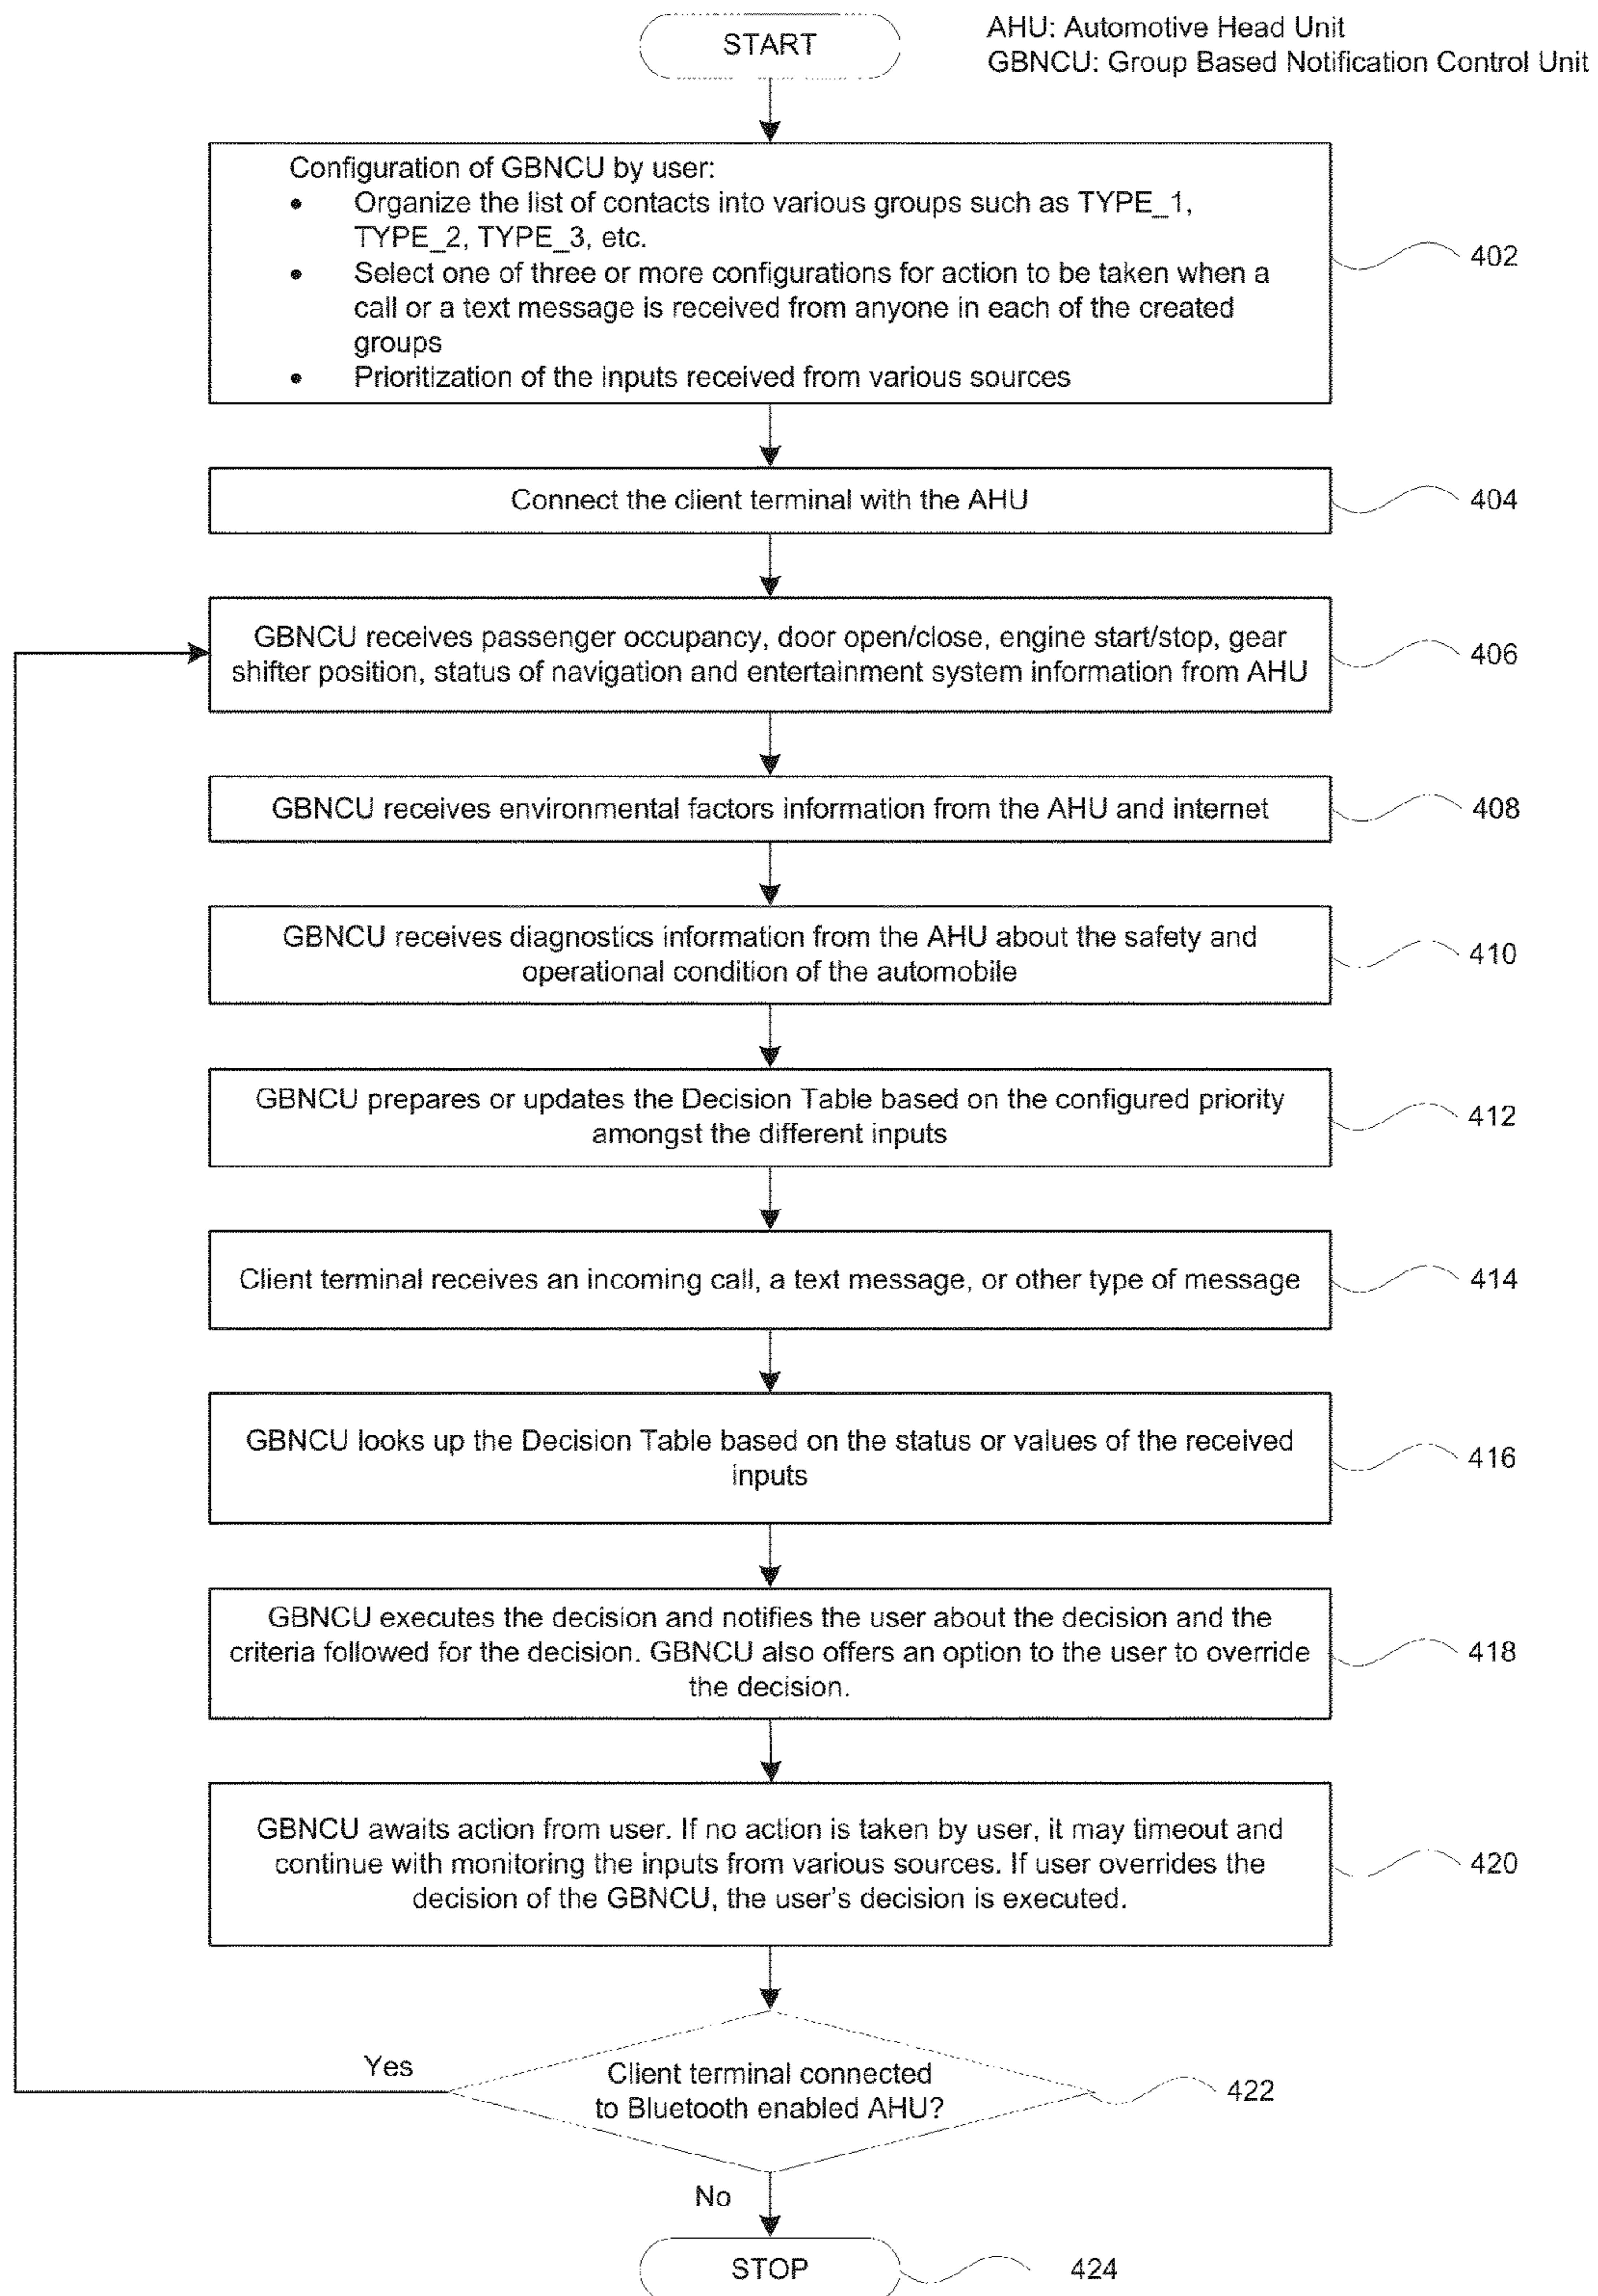 START
AHU: Automotive Head Unit
GBNCU: Group Based Notification Control Unit
Configuration of GBNCU by user:
• Organize the list of contacts into various groups such as TYPE_1,
TYPE_2, TYPE_3, etc.
• Select one of three or more configurations for action to be taken when a
call or a text message is received from anyone in each of the created
groups
• Prioritization of the inputs received from various sources
402
Connect the client terminal with the AHU
404
GBNCU receives passenger occupancy, door open/close, engine start/stop, gear
shifter position, status of navigation and entertainment system information from AHU
406
GBNCU receives environmental factors information from the AHU and internet
408
GBNCU receives diagnostics information from the AHU about the safety and
operational condition of the automobile
410
GBNCU prepares or updates the Decision Table based on the configured priority
amongst the different inputs
412
Client terminal receives an incoming call, a text message, or other type of message
414
GBNCU looks up the Decision Table based on the status or values of the received
inputs
416
GBNCU executes the decision and notifies the user about the decision and the
criteria followed for the decision. GBNCU also offers an option to the user to override
the decision.
418
GBNCU awaits action from user. If no action is taken by user, it may timeout and
continue with monitoring the inputs from various sources. If user overrides the
decision of the GBNCU, the user's decision is executed.
420
Yes
Client terminal connected
to Bluetooth enabled AHU?
422
No
STOP
424